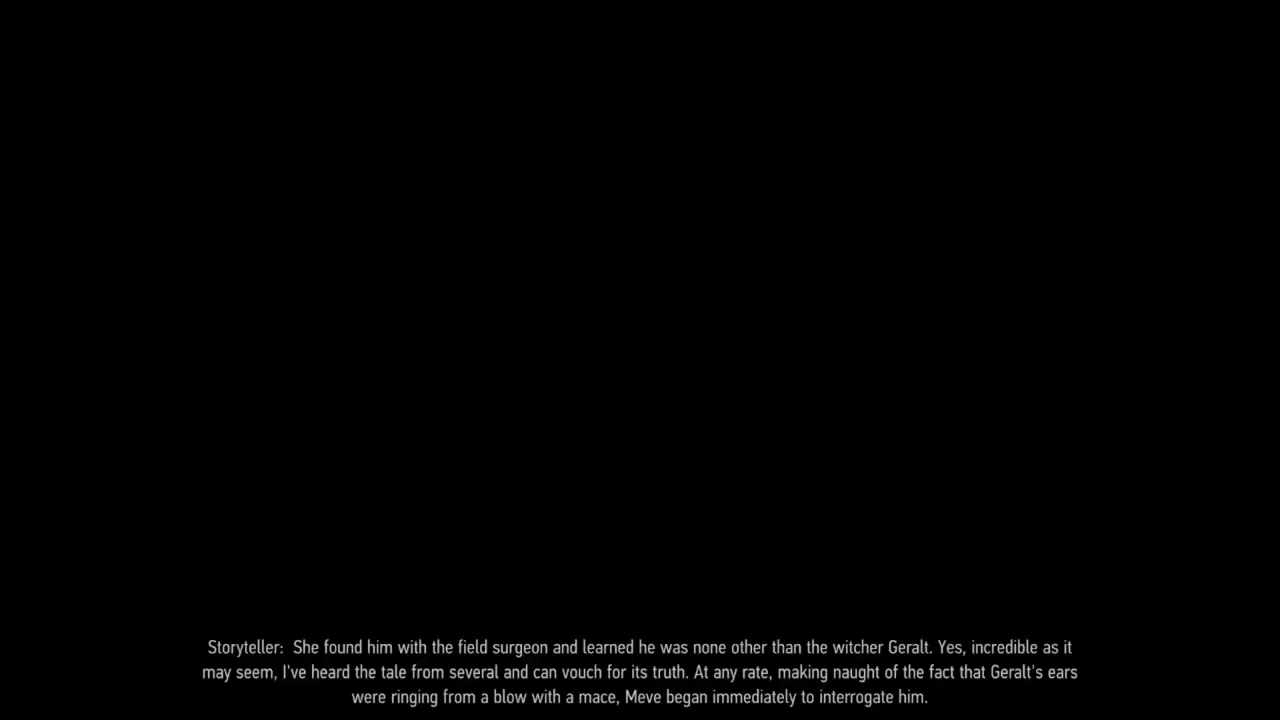 Storyteller:  She found him with the field surgeon and learned he was none other than the witcher Geralt. Yes, incredible as it
may seem, I've heard the tale from several and can vouch for its truth. At any rate, making naught of the fact that Geralt's ears
were ringing from a blow with a mace, Meve began immediately to interrogate him.